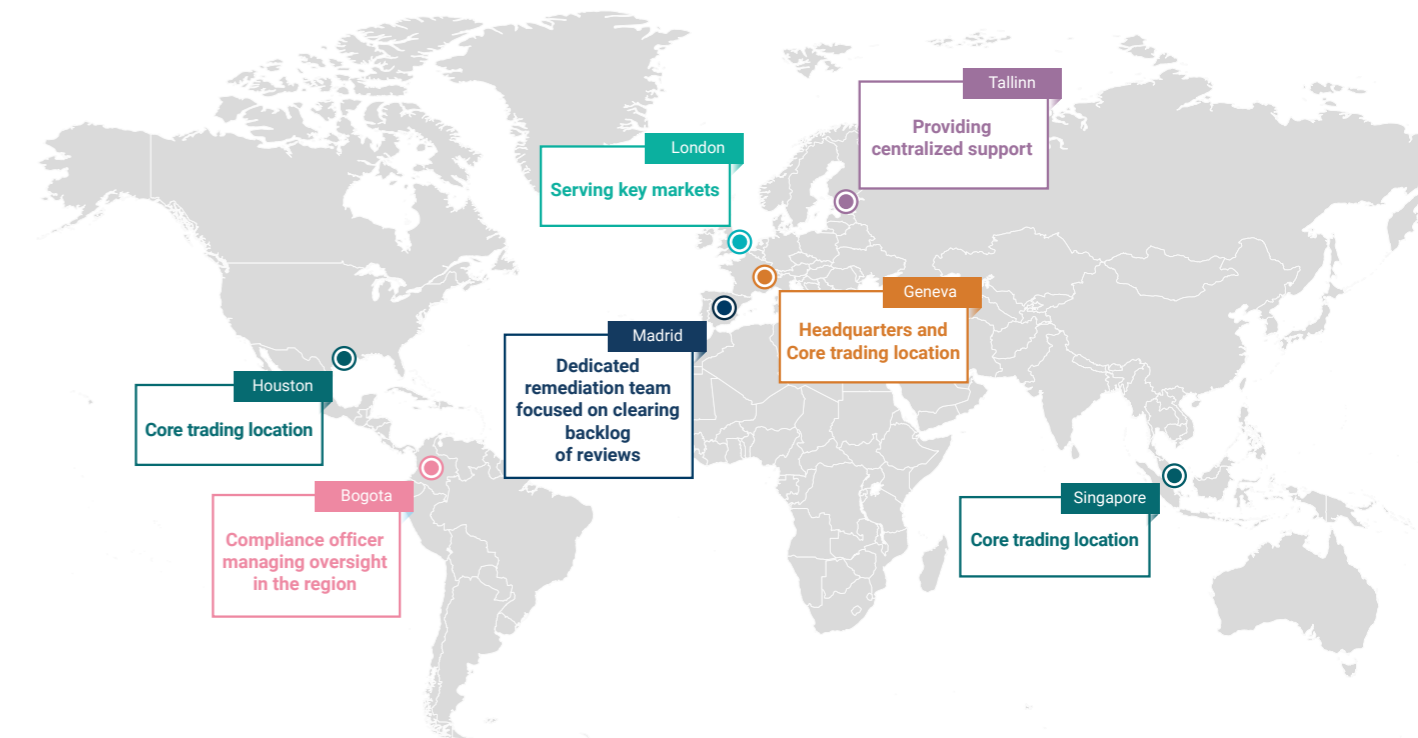 Tallinn
Providing
centralized support
London
Serving key markets
Geneva
Headquarters and
Core trading location
Madrid
Dedicated
remediation team
focused on clearing
backlog
of reviews
Houston
Core trading location
Bogota
Compliance officer
managing oversight
in the region
Singapore
Core trading location